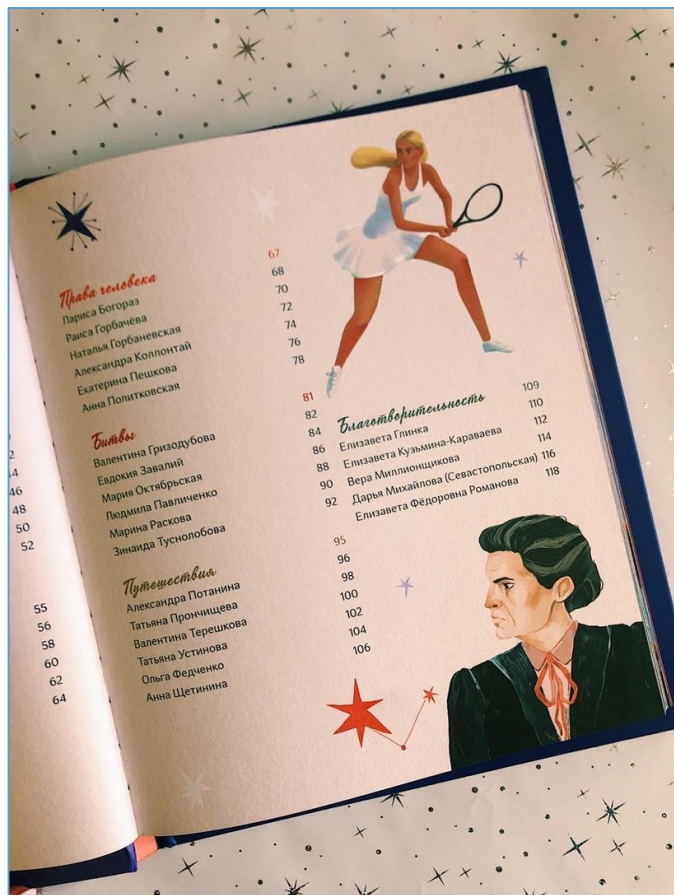 46
48
50
52
55
56
58
60
62
64
Права человека 67
Лариса Богораз 68
Раиса Горбачёва 70
Наталья Горбаневская 72
Александра Коллонтай 74
Екатерина Пешкова 76
Анна Политковская 78
Битвы 81
Валентина Гризодубова 82
Евдокия Завалий 84
Мария Октябрьская 86
Людмила Павличенко 88
Марина Раскова 90
Зинаида Туснолобова 92
Путешествия 95
Александра Потанина 96
Татьяна Прончищева 98
Валентина Терешкова 100
Татьяна Устинова 102
Ольга Федченко 104
Анна Щетинина 106
Благотворительность 109
Елизавета Глинка 110
Елизавета Кузьмина-Караваева 112
Вера Миллионщикова 114
Дарья Михайлова (Севастопольская) 116
Елизавета Фёдоровна Романова 118